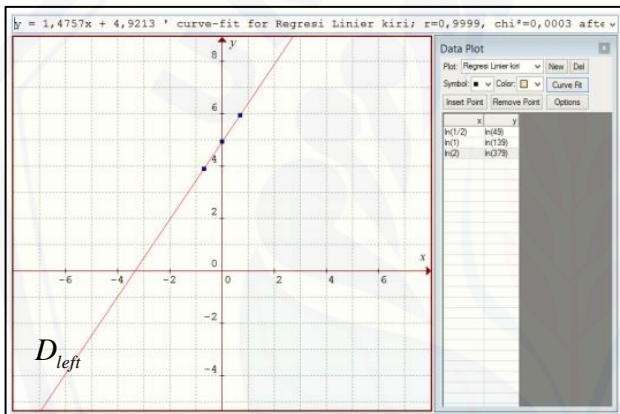 y = 1,4757x + 4,9213 ' curve-fit for Regresi Linier kiri; r=0,9999, chi²=0,0003 afte
Data Plot
Plot: Regresi Linier kiri New Del
Symbol: Color: Curve Fit
Insert Point Remove Point Options
x y
ln(1/2) ln(49)
ln(1) ln(139)
ln(2) ln(379)
y
8
6
4
2
x
-6 -4 -2 0 2 4 6
-2
-4
D_left